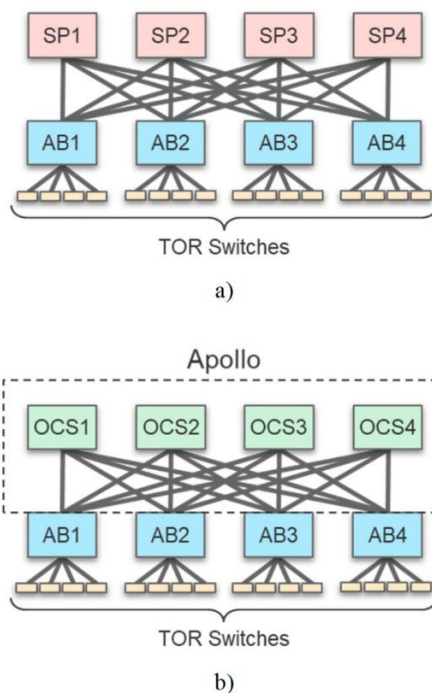 SP1 SP2 SP3 SP4
AB1 AB2 AB3 AB4
TOR Switches
a)
Apollo
OCS1 OCS2 OCS3 OCS4
AB1 AB2 AB3 AB4
TOR Switches
b)